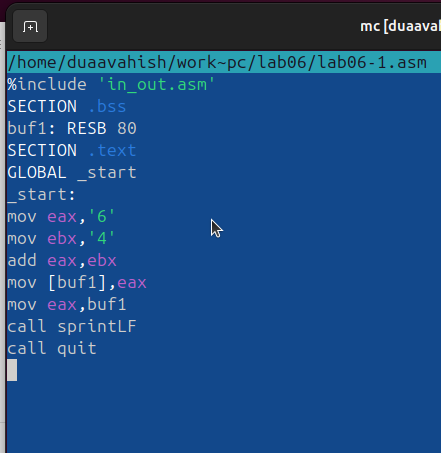 mc [duaavah
/home/duaavahish/work~pc/lab06/lab06-1.asm
%include 'in_out.asm'
SECTION .bss
buf1: RESB 80
SECTION .text
GLOBAL _start
_start:
mov eax,'6'
mov ebx,'4'
add eax,ebx
mov [buf1],eax
mov eax,buf1
call sprintLF
call quit